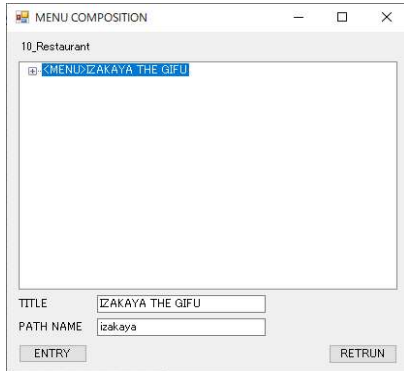 MENU COMPOSITION
10_Restaurant
<MENU>IZAKAYA THE GIFU
TITLE IZAKAYA THE GIFU
PATH NAME izakaya
ENTRY RETRUN